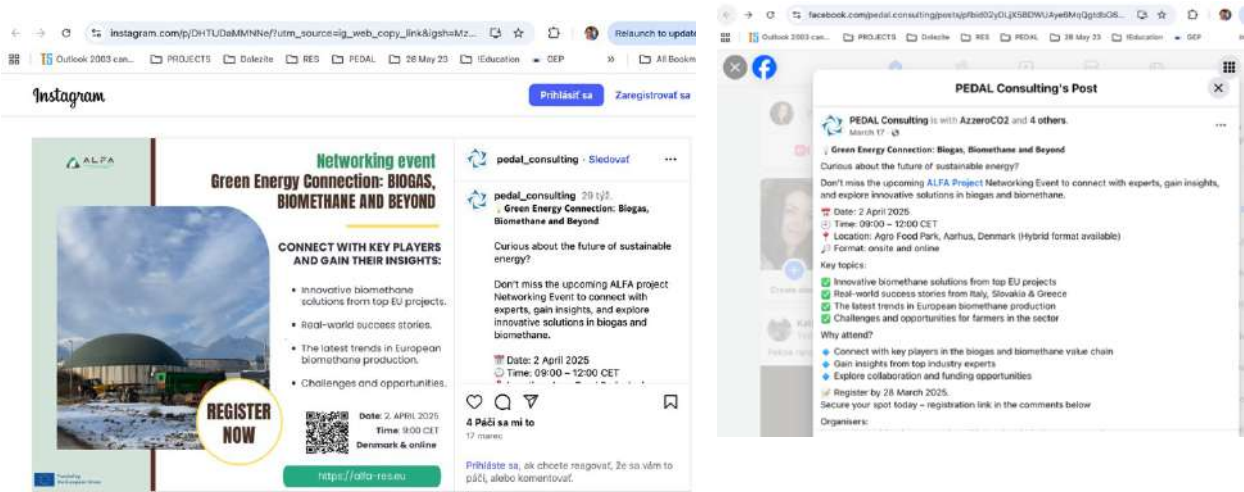 instagram.com/p/DHTUDaMMNNe/?utm_source=ig_web_copy_link&igsh=Mz...
Relaunch to update
Outlook 2003 can...
PROJECTS
Dolezite
RES
PEDAL
28 May 23
!Education
GEP
»
All Bookm
Instagram
Prihlásiť sa
Zaregistrovať sa
ALFA
Networking event
Green Energy Connection: BIOGAS,
BIOMETHANE AND BEYOND
CONNECT WITH KEY PLAYERS
AND GAIN THEIR INSIGHTS:
• Innovative biomethane
solutions from top EU projects.
• Real-world success stories.
• The latest trends in European
biomethane production.
• Challenges and opportunities.
REGISTER
NOW
Date: 2. APRIL 2025
Time: 9:00 CET
Denmark & online
https://alfa-res.eu
pedal_consulting · Sledovať
pedal_consulting 29 týž.
Green Energy Connection: Biogas,
Biomethane and Beyond
Curious about the future of sustainable
energy?
Don't miss the upcoming ALFA project
Networking Event to connect with
experts, gain insights, and explore
innovative solutions in biogas and
biomethane.
Date: 2 April 2025
Time: 09:00 – 12:00 CET
4 Páči sa mi to
17 marec
Prihláste sa, ak chcete reagovať, že sa vám to
páči, alebo komentovať.
facebook.com/pedal.consulting/posts/
Outlook 2003 can...
PROJECTS
Dolezite
RES
PEDAL
28 May 23
!Education
GEP
PEDAL Consulting's Post
PEDAL Consulting is with AzzeroCO2 and 4 others.
March 17 ·
Green Energy Connection: Biogas, Biomethane and Beyond
Curious about the future of sustainable energy?
Don't miss the upcoming ALFA Project Networking Event to connect with experts, gain insights,
and explore innovative solutions in biogas and biomethane.
Date: 2 April 2025
Time: 09:00 – 12:00 CET
Location: Agro Food Park, Aarhus, Denmark (Hybrid format available)
Format: onsite and online
Key topics:
Innovative biomethane solutions from top EU projects
Real-world success stories from Italy, Slovakia & Greece
The latest trends in European biomethane production
Challenges and opportunities for farmers in the sector
Why attend?
Connect with key players in the biogas and biomethane value chain
Gain insights from top industry experts
Explore collaboration and funding opportunities
Register by 28 March 2025.
Secure your spot today – registration link in the comments below
Organisers: